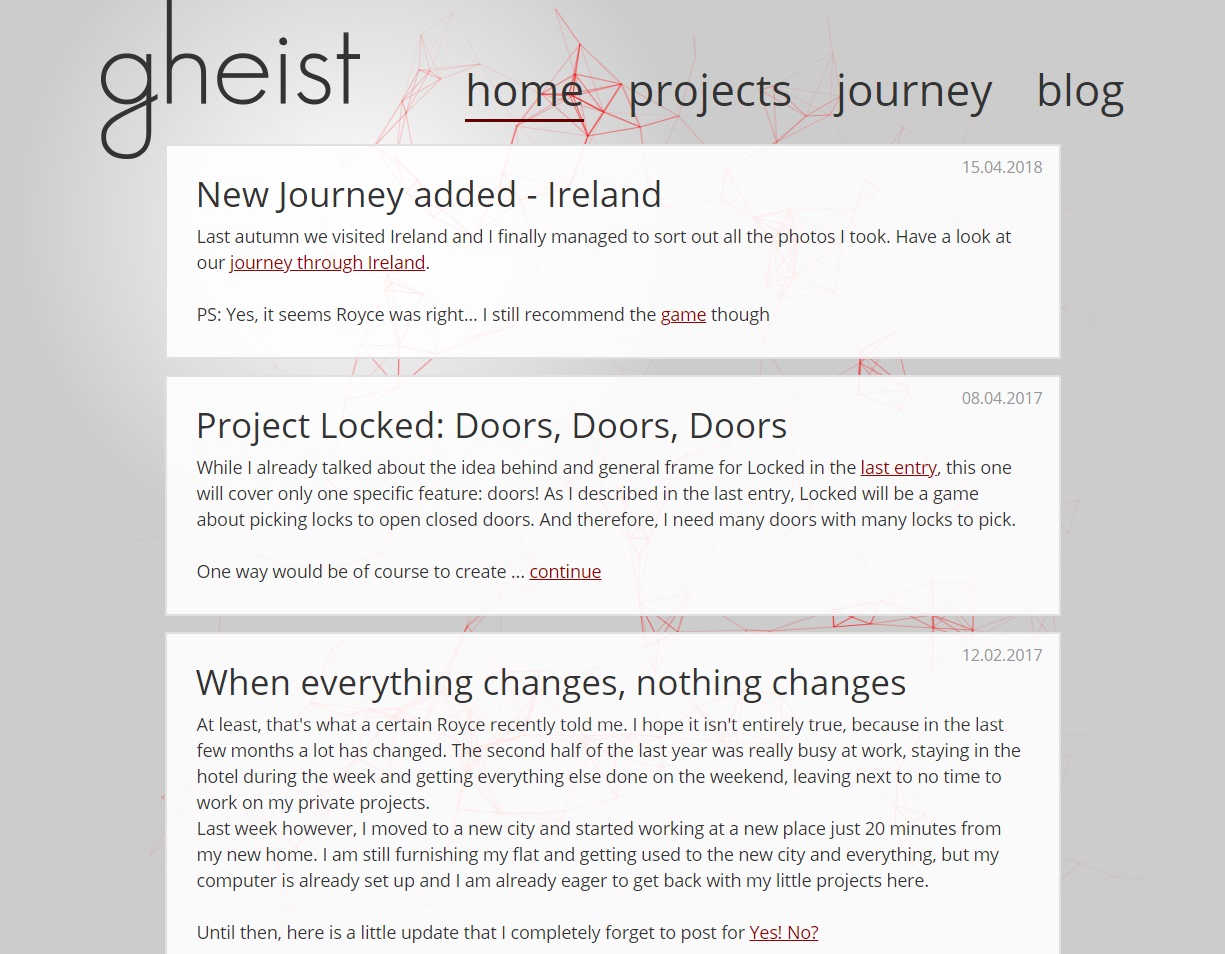 gheist
home projects journey blog
15.04.2018
New Journey added - Ireland
Last autumn we visited Ireland and I finally managed to sort out all the photos I took. Have a look at
our journey through Ireland.
PS: Yes, it seems Royce was right... I still recommend the game though
08.04.2017
Project Locked: Doors, Doors, Doors
While I already talked about the idea behind and general frame for Locked in the last entry, this one
will cover only one specific feature: doors! As I described in the last entry, Locked will be a game
about picking locks to open closed doors. And therefore, I need many doors with many locks to pick.
One way would be of course to create ... continue
12.02.2017
When everything changes, nothing changes
At least, that's what a certain Royce recently told me. I hope it isn't entirely true, because in the last
few months a lot has changed. The second half of the last year was really busy at work, staying in the
hotel during the week and getting everything else done on the weekend, leaving next to no time to
work on my private projects.
Last week however, I moved to a new city and started working at a new place just 20 minutes from
my new home. I am still furnishing my flat and getting used to the new city and everything, but my
computer is already set up and I am already eager to get back with my little projects here.
Until then, here is a little update that I completely forget to post for Yes! No?